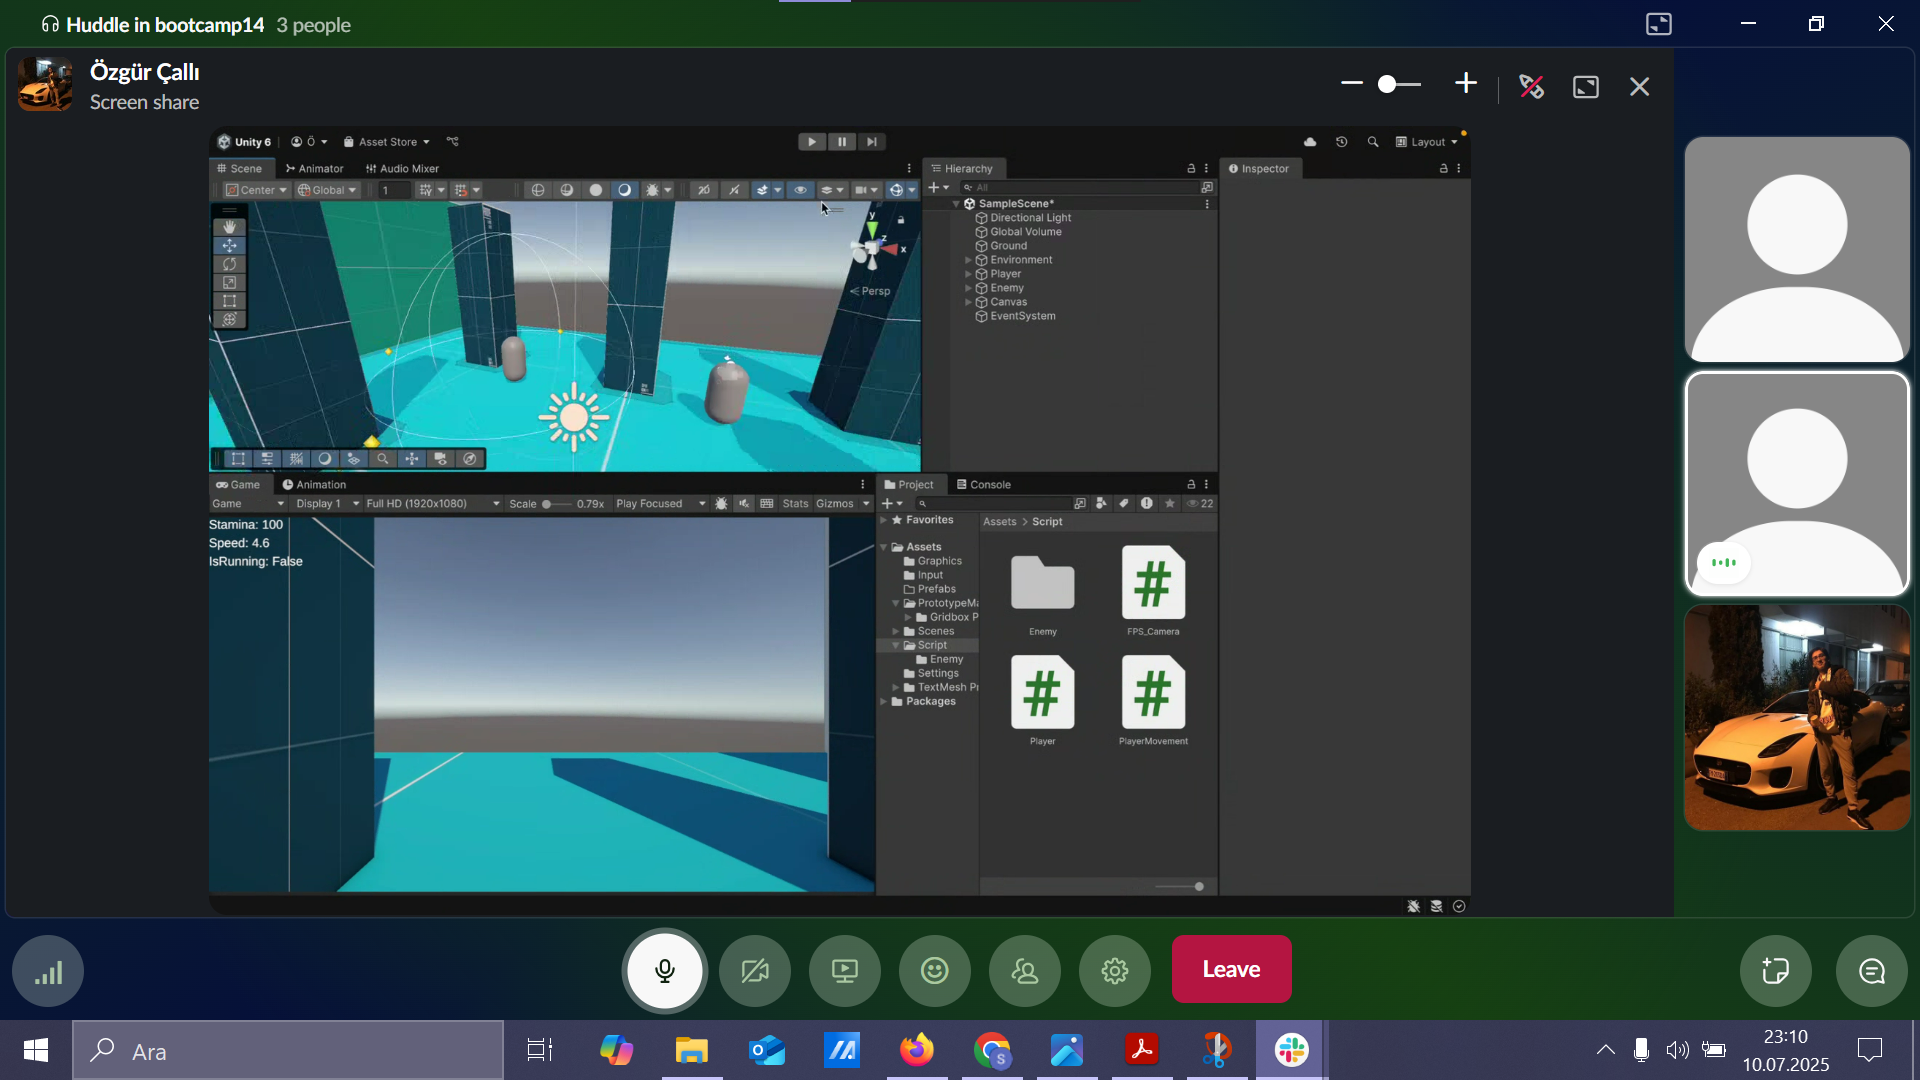 Huddle in bootcamp14 3 people
Özgür Çallı
Screen share
Unity 6 Ö Asset Store Layout
Scene Animator Audio Mixer
Center Global 1
y
z
x
Persp
Hierarchy
All
SampleScene*
Directional Light
Global Volume
Ground
Environment
Player
Enemy
Canvas
EventSystem
Inspector
Game Animation
Game Display 1 Full HD (1920x1080) Scale 0.79x Play Focused Stats Gizmos
Stamina: 100
Speed: 4.6
IsRunning: False
Project Console
22
Favorites
Assets
Graphics
Input
Prefabs
PrototypeMa
Gridbox P
Scenes
Script
Enemy
Settings
TextMesh Pr
Packages
Assets > Script
Enemy
FPS_Camera
Player
PlayerMovement
Leave
Ara
23:10
10.07.2025